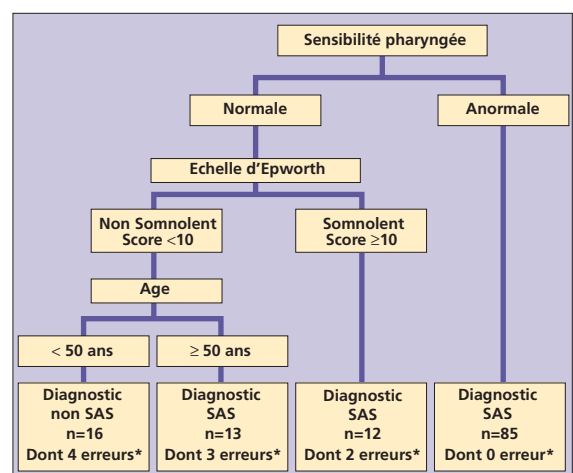 Sensibilité pharyngée
Normale
Anormale
Echelle d'Epworth
Non Somnolent
Score <10
Somnolent
Score ≥10
Age
< 50 ans
≥ 50 ans
Diagnostic
non SAS
n=16
Dont 4 erreurs*
Diagnostic
SAS
n=13
Dont 3 erreurs*
Diagnostic
SAS
n=12
Dont 2 erreurs*
Diagnostic
SAS
n=85
Dont 0 erreur*